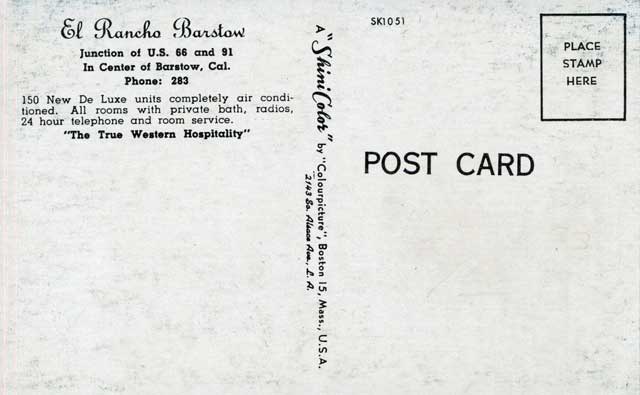 El Rancho Barstow
Junction of U.S. 66 and 91
In Center of Barstow, Cal.
Phone: 283
150 New De Luxe units completely air condi-
tioned. All rooms with private bath, radios,
24 hour telephone and room service.
"The True Western Hospitality"
A "ShiniColor" by "Colourpicture", Boston 15, Mass., U.S.A.
2143 So. Alsace Ave., L. A.
SK1051
PLACE
STAMP
HERE
POST CARD